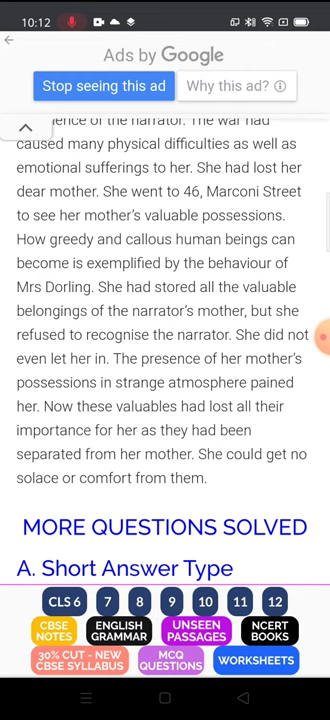 10:12
Ads by Google
Stop seeing this ad
Why this ad?
of the narrator. The war had
caused many physical difficulties as well as
emotional sufferings to her. She had lost her
dear mother. She went to 46, Marconi Street
to see her mother's valuable possessions.
How greedy and callous human beings can
become is exemplified by the behaviour of
Mrs Dorling. She had stored all the valuable
belongings of the narrator's mother, but she
refused to recognise the narrator. She did not
even let her in. The presence of her mother's
possessions in strange atmosphere pained
her. Now these valuables had lost all their
importance for her as they had been
separated from her mother. She could get no
solace or comfort from them.
MORE QUESTIONS SOLVED
A. Short Answer Type
CLS 6 7 8 9 10 11 12
CBSE NOTES
ENGLISH GRAMMAR
UNSEEN PASSAGES
NCERT BOOKS
30% CUT - NEW CBSE SYLLABUS
MCQ QUESTIONS
WORKSHEETS